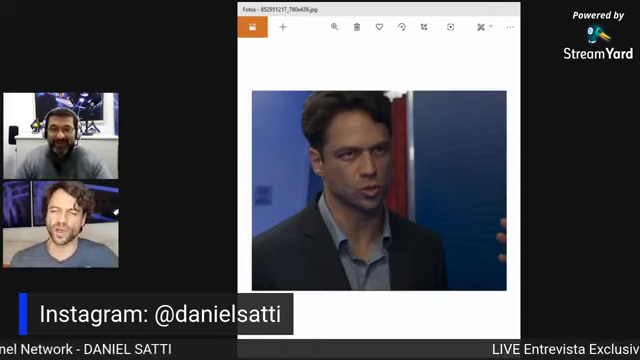 Fotos - 852951217_780x439.jpg
Powered by
StreamYard
Instagram: @danielsatti
nel Network - DANIEL SATTI
LIVE Entrevista Exclusiv